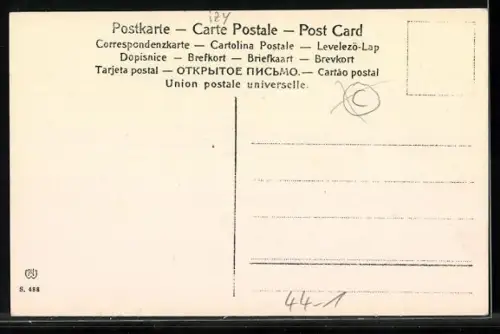 124
Postkarte — Carte Postale — Post Card
Correspondenzkarte — Cartolina Postale — Levelező-Lap
Dopisnice — Brefkort — Briefkaart — Brevkort
Tarjeta postal — ОТКРЫТОЕ ПИСЬМО. — Cartão postal
Union postale universelle.
C
S. 488
44-1